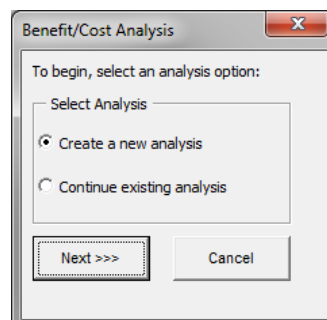 Benefit/Cost Analysis
To begin, select an analysis option:
Select Analysis
Create a new analysis
Continue existing analysis
Next >>>
Cancel